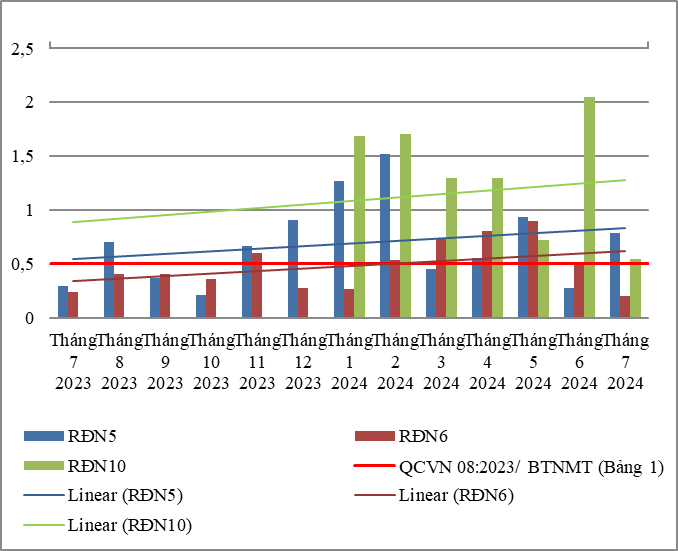 2,5
2
1,5
1
0,5
0
Tháng Tháng Tháng Tháng Tháng Tháng Tháng Tháng Tháng Tháng Tháng Tháng Tháng
7 8 9 10 11 12 1 2 3 4 5 6 7
2023 2023 2023 2023 2023 2023 2024 2024 2024 2024 2024 2024 2024
RĐN5 RĐN6
RĐN10 QCVN 08:2023/ BTNMT (Bảng 1)
Linear (RĐN5) Linear (RĐN6)
Linear (RĐN10)